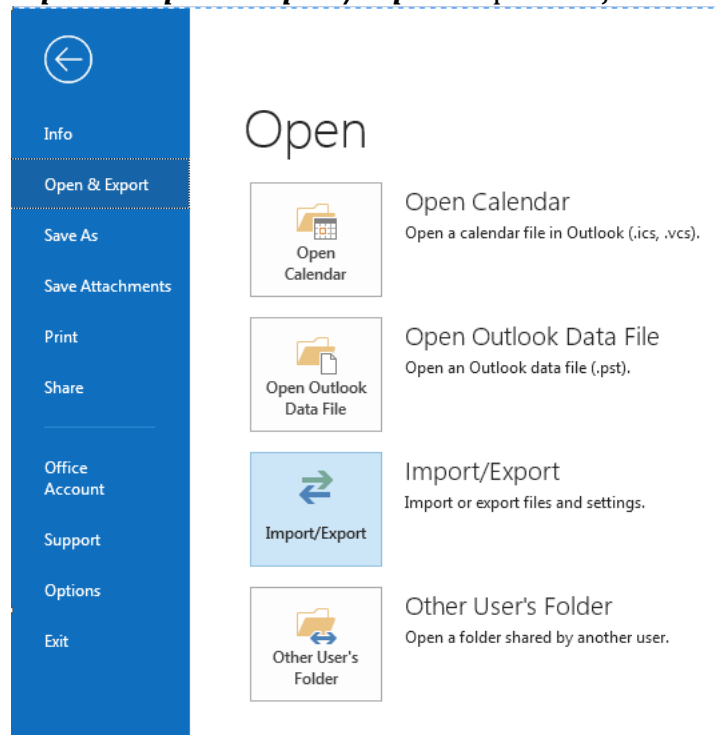 Info
Open & Export
Save As
Save Attachments
Print
Share
Office
Account
Support
Options
Exit
Open
Open
Calendar
Open Calendar
Open a calendar file in Outlook (.ics, .vcs).
Open Outlook
Data File
Open Outlook Data File
Open an Outlook data file (.pst).
Import/Export
Import/Export
Import or export files and settings.
Other User's
Folder
Other User's Folder
Open a folder shared by another user.